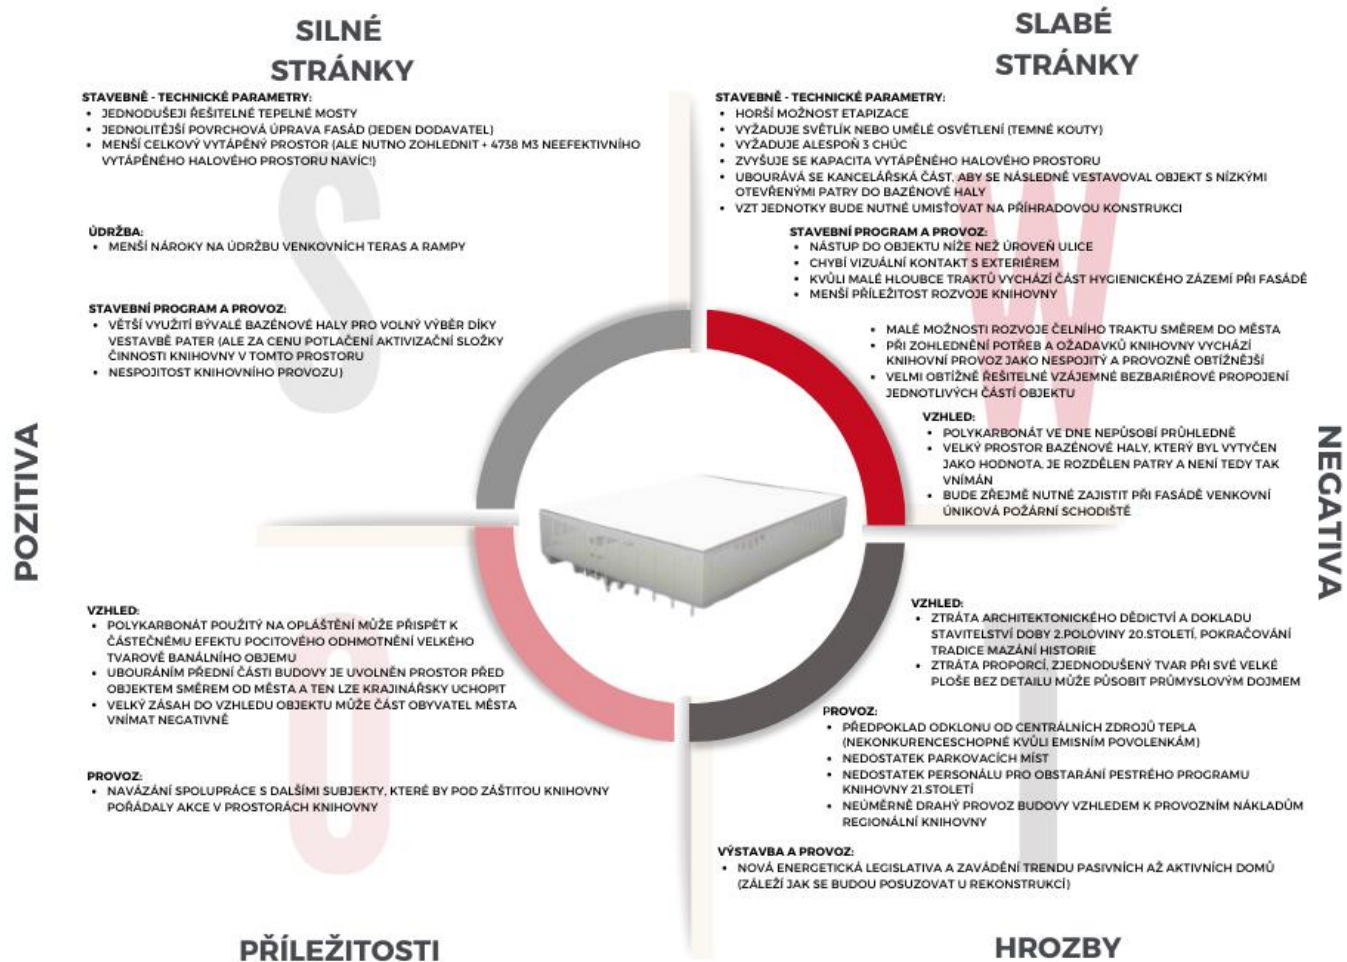 SILNÉ
STRÁNKY
STAVEBNĚ - TECHNICKÉ PARAMETRY:
• JEDNODUŠEJI ŘEŠITELNÉ TEPELNÉ MOSTY
• JEDNOLITĚJŠÍ POVRCHOVÁ ÚPRAVA FASÁD (JEDEN DODAVATEL)
• MENŠÍ CELKOVÝ VYTÁPĚNÝ PROSTOR (ALE NUTNO ZOHLEDNIT + 4738 M3 NEEFEKTIVNÍHO
VYTÁPĚNÉHO HALOVÉHO PROSTORU NAVÍC!)
ÚDRŽBA:
• MENŠÍ NÁROKY NA ÚDRŽBU VENKOVNÍCH TERAS A RAMPY
STAVEBNÍ PROGRAM A PROVOZ:
• VĚTŠÍ VYUŽITÍ BÝVALÉ BAZÉNOVÉ HALY PRO VOLNÝ VÝBĚR DÍKY
VESTAVBĚ PATER (ALE ZA CENU POTLAČENÍ AKTIVIZAČNÍ SLOŽKY
ČINNOSTI KNIHOVNY V TOMTO PROSTORU
• NESPOJITOST KNIHOVNÍHO PROVOZU)
S
SLABÉ
STRÁNKY
STAVEBNĚ - TECHNICKÉ PARAMETRY:
• HORŠÍ MOŽNOST ETAPIZACE
• VYŽADUJE SVĚTLÍK NEBO UMĚLÉ OSVĚTLENÍ (TEMNÉ KOUTY)
• VYŽADUJE ALESPOŇ 3 CHÚC
• ZVYŠUJE SE KAPACITA VYTÁPĚNÉHO HALOVÉHO PROSTORU
• UBOURÁVÁ SE KANCELÁŘSKÁ ČÁST, ABY SE NÁSLEDNĚ VESTAVOVAL OBJEKT S NÍZKÝMI
OTEVŘENÝMI PATRY DO BAZÉNOVÉ HALY
• VZT JEDNOTKY BUDE NUTNÉ UMISŤOVAT NA PŘÍHRADOVOU KONSTRUKCI
STAVEBNÍ PROGRAM A PROVOZ:
• NÁSTUP DO OBJEKTU NÍŽE NEŽ ÚROVEŇ ULICE
• CHYBÍ VIZUÁLNÍ KONTAKT S EXTERIÉREM
• KVŮLI MALÉ HLOUBCE TRAKTŮ VYCHÁZÍ ČÁST HYGIENICKÉHO ZÁZEMÍ PŘI FASÁDĚ
• MENŠÍ PŘÍLEŽITOST ROZVOJE KNIHOVNY
• MALÉ MOŽNOSTI ROZVOJE ČELNÍHO TRAKTU SMĚREM DO MĚSTA
• PŘI ZOHLEDNĚNÍ POTŘEB A OŽADAVKŮ KNIHOVNY VYCHÁZÍ
KNIHOVNÍ PROVOZ JAKO NESPOJITÝ A PROVOZNĚ OBTÍŽNĚJŠÍ
• VELMI OBTÍŽNĚ ŘEŠITELNÉ VZÁJEMNÉ BEZBARIÉROVÉ PROPOJENÍ
JEDNOTLIVÝCH ČÁSTÍ OBJEKTU
VZHLED:
• POLYKARBONÁT VE DNE NEPŮSOBÍ PRŮHLEDNĚ
• VELKÝ PROSTOR BAZÉNOVÉ HALY, KTERÝ BYL VYTYČEN
JAKO HODNOTA, JE ROZDĚLEN PATRY A NENÍ TEDY TAK
VNÍMÁN
• BUDE ZŘEJMĚ NUTNÉ ZAJISTIT PŘI FASÁDĚ VENKOVNÍ
ÚNIKOVÁ POŽÁRNÍ SCHODIŠTĚ
W
POZITIVA
NEGATIVA
VZHLED:
• POLYKARBONÁT POUŽITÝ NA OPLÁŠTĚNÍ MŮŽE PŘISPĚT K
ČÁSTEČNÉMU EFEKTU POCITOVÉHO ODHMOTNĚNÍ VELKÉHO
TVAROVĚ BANÁLNÍHO OBJEMU
• UBOURÁNÍM PŘEDNÍ ČÁSTI BUDOVY JE UVOLNĚN PROSTOR PŘED
OBJEKTEM SMĚREM OD MĚSTA A TEN LZE KRAJINÁŘSKY UCHOPIT
• VELKÝ ZÁSAH DO VZHLEDU OBJEKTU MŮŽE ČÁST OBYVATEL MĚSTA
VNÍMAT NEGATIVNĚ
PROVOZ:
• NAVÁZÁNÍ SPOLUPRÁCE S DALŠÍMI SUBJEKTY, KTERÉ BY POD ZÁŠTITOU KNIHOVNY
POŘÁDALY AKCE V PROSTORÁCH KNIHOVNY
O
PŘÍLEŽITOSTI
VZHLED:
• ZTRÁTA ARCHITEKTONICKÉHO DĚDICTVÍ A DOKLADU
STAVITELSTVÍ DOBY 2.POLOVINY 20.STOLETÍ, POKRAČOVÁNÍ
TRADICE MAZÁNÍ HISTORIE
• ZTRÁTA PROPORCÍ, ZJEDNODUŠENÝ TVAR PŘI SVÉ VELKÉ
PLOŠE BEZ DETAILU MŮŽE PŮSOBIT PRŮMYSLOVÝM DOJMEM
PROVOZ:
• PŘEDPOKLAD ODKLONU OD CENTRÁLNÍCH ZDROJŮ TEPLA
(NEKONKURENCESCHOPNÉ KVŮLI EMISNÍM POVOLENKÁM)
• NEDOSTATEK PARKOVACÍCH MÍST
• NEDOSTATEK PERSONÁLU PRO OBSTARÁNÍ PESTRÉHO PROGRAMU
KNIHOVNY 21.STOLETÍ
• NEÚMĚRNĚ DRAHÝ PROVOZ BUDOVY VZHLEDEM K PROVOZNÍM NÁKLADŮM
REGIONÁLNÍ KNIHOVNY
VÝSTAVBA A PROVOZ:
• NOVÁ ENERGETICKÁ LEGISLATIVA A ZAVÁDĚNÍ TRENDU PASIVNÍCH AŽ AKTIVNÍCH DOMŮ
(ZÁLEŽÍ JAK SE BUDOU POSUZOVAT U REKONSTRUKCÍ)
T
HROZBY